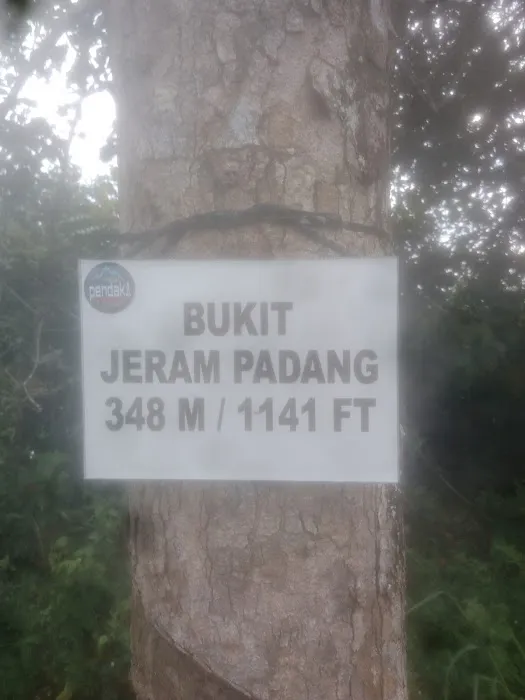 pendaki
BUKIT
JERAM PADANG
348 M / 1141 FT